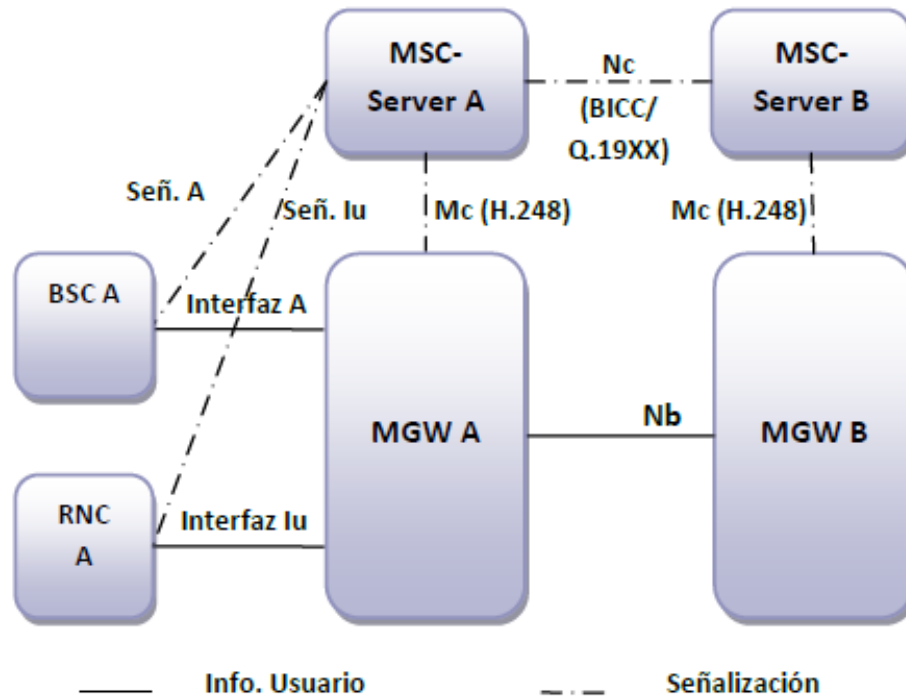 MSC-
Server A
Nc
(BICC/
Q.19XX)
MSC-
Server B
Señ. A
Señ. Iu
Mc (H.248)
Mc (H.248)
BSC A
Interfaz A
MGW A
Nb
MGW B
RNC
A
Interfaz Iu
Info. Usuario
Señalización